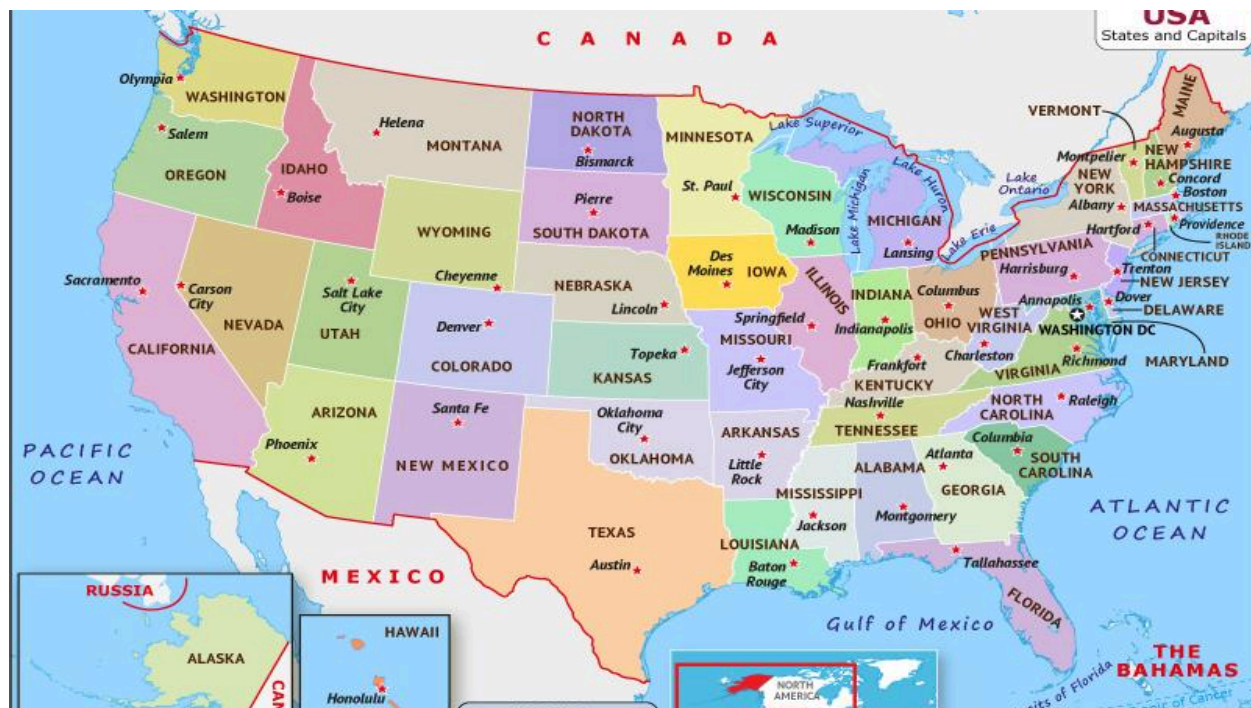 USA
States and Capitals
CANADA
Olympia
WASHINGTON
Salem
OREGON
Helena
MONTANA
IDAHO
Boise
NORTH
DAKOTA
Bismarck
MINNESOTA
St. Paul
Lake Superior
WISCONSIN
Madison
Lake Michigan
Lake Huron
MICHIGAN
Lansing
Lake
Ontario
Lake Erie
VERMONT
MAINE
Augusta
Montpelier
NEW
HAMPSHIRE
Concord
NEW
YORK
Albany
Boston
MASSACHUSETTS
Hartford
Providence
RHODE
ISLAND
CONNECTICUT
Pierre
SOUTH DAKOTA
WYOMING
Cheyenne
Des
Moines
IOWA
NEBRASKA
Lincoln
ILLINOIS
Springfield
INDIANA
Indianapolis
Columbus
OHIO
PENNSYLVANIA
Harrisburg
Trenton
NEW JERSEY
Annapolis
Dover
DELAWARE
WASHINGTON DC
MARYLAND
WEST
VIRGINIA
Charleston
Richmond
VIRGINIA
Sacramento
CALIFORNIA
Carson
City
NEVADA
Salt Lake
City
UTAH
Denver
COLORADO
Topeka
KANSAS
MISSOURI
Jefferson
City
Frankfort
KENTUCKY
Nashville
TENNESSEE
NORTH
CAROLINA
Raleigh
Columbia
SOUTH
CAROLINA
ARIZONA
Phoenix
Santa Fe
NEW MEXICO
Oklahoma
City
OKLAHOMA
ARKANSAS
Little
Rock
MISSISSIPPI
Jackson
ALABAMA
Montgomery
Atlanta
GEORGIA
TEXAS
Austin
LOUISIANA
Baton
Rouge
Tallahassee
FLORIDA
PACIFIC
OCEAN
ATLANTIC
OCEAN
MEXICO
Gulf of Mexico
THE
BAHAMAS
its of Florida
pic of Cancer
RUSSIA
ALASKA
CAN
HAWAII
Honolulu
NORTH
AMERICA